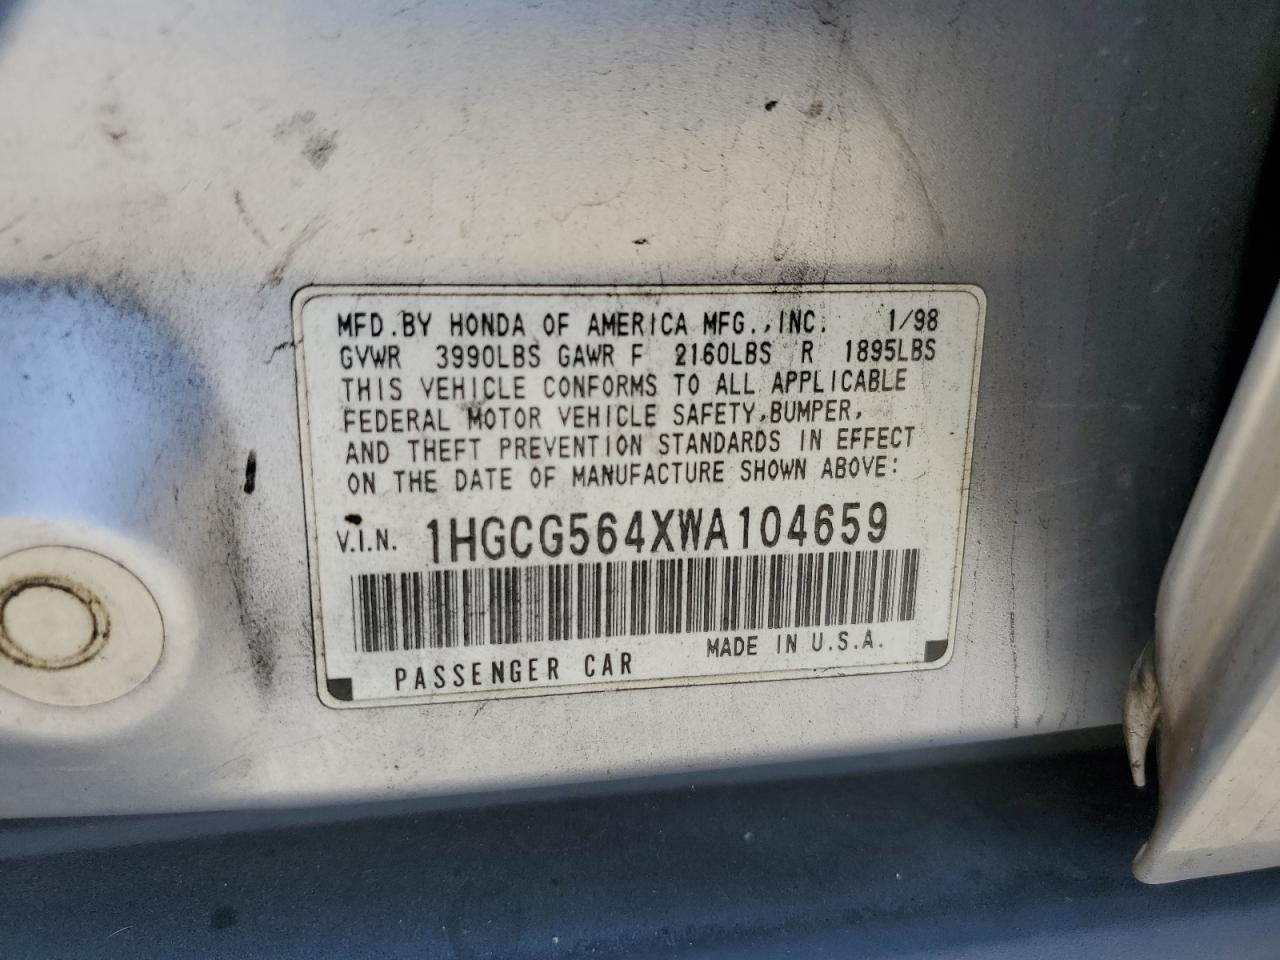 MFD. BY HONDA OF AMERICA MFG., INC. 1/98
GVWR 3990LBS GAWR F 2160LBS R 1895LBS
THIS VEHICLE CONFORMS TO ALL APPLICABLE
FEDERAL MOTOR VEHICLE SAFETY, BUMPER,
AND THEFT PREVENTION STANDARDS IN EFFECT
ON THE DATE OF MANUFACTURE SHOWN ABOVE:
V.I.N. 1HGCG564XWA104659
MADE IN U.S.A.
PASSENGER CAR